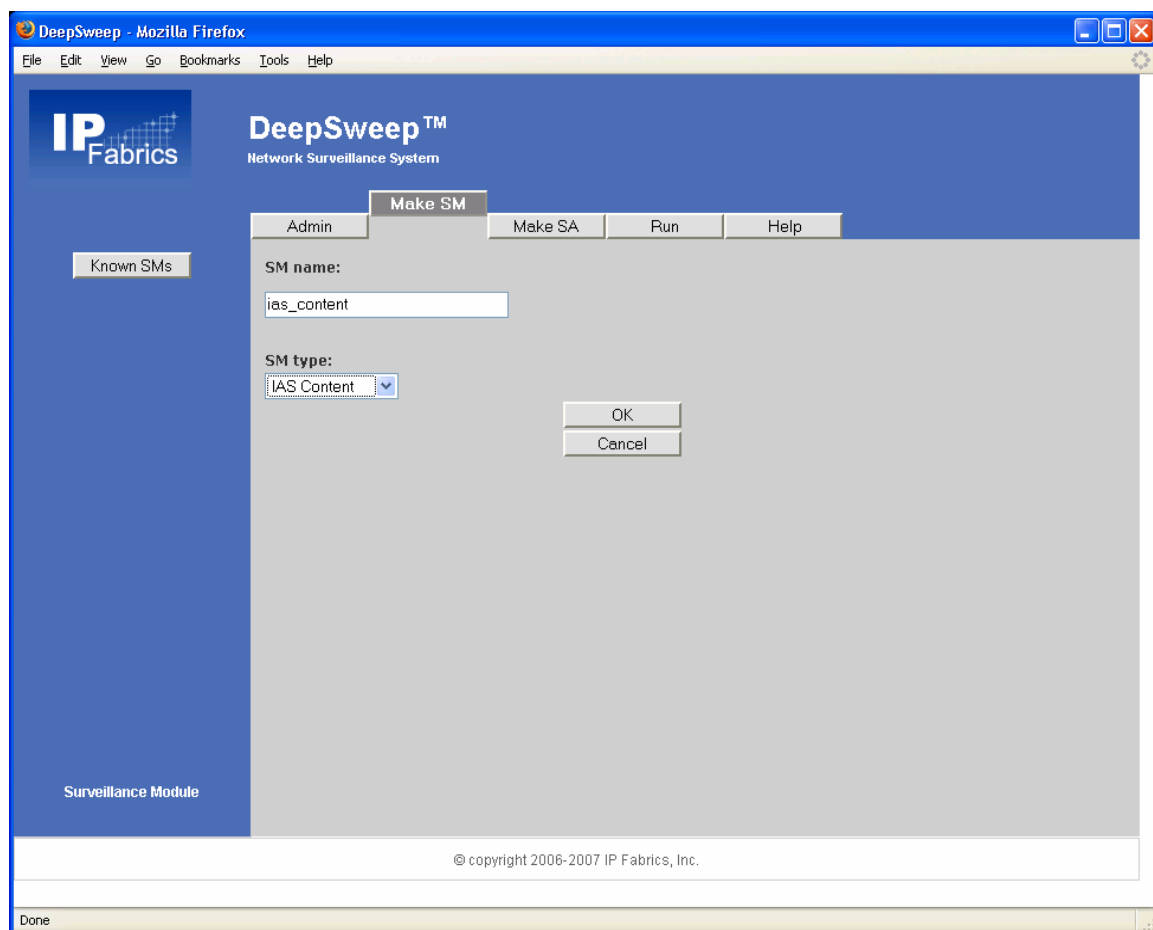 DeepSweep - Mozilla Firefox
File Edit View Go Bookmarks Tools Help
IP Fabrics
DeepSweep™
Network Surveillance System
Make SM
Admin Make SA Run Help
Known SMs
SM name:
ias_content
SM type:
IAS Content
OK
Cancel
Surveillance Module
© copyright 2006-2007 IP Fabrics, Inc.
Done